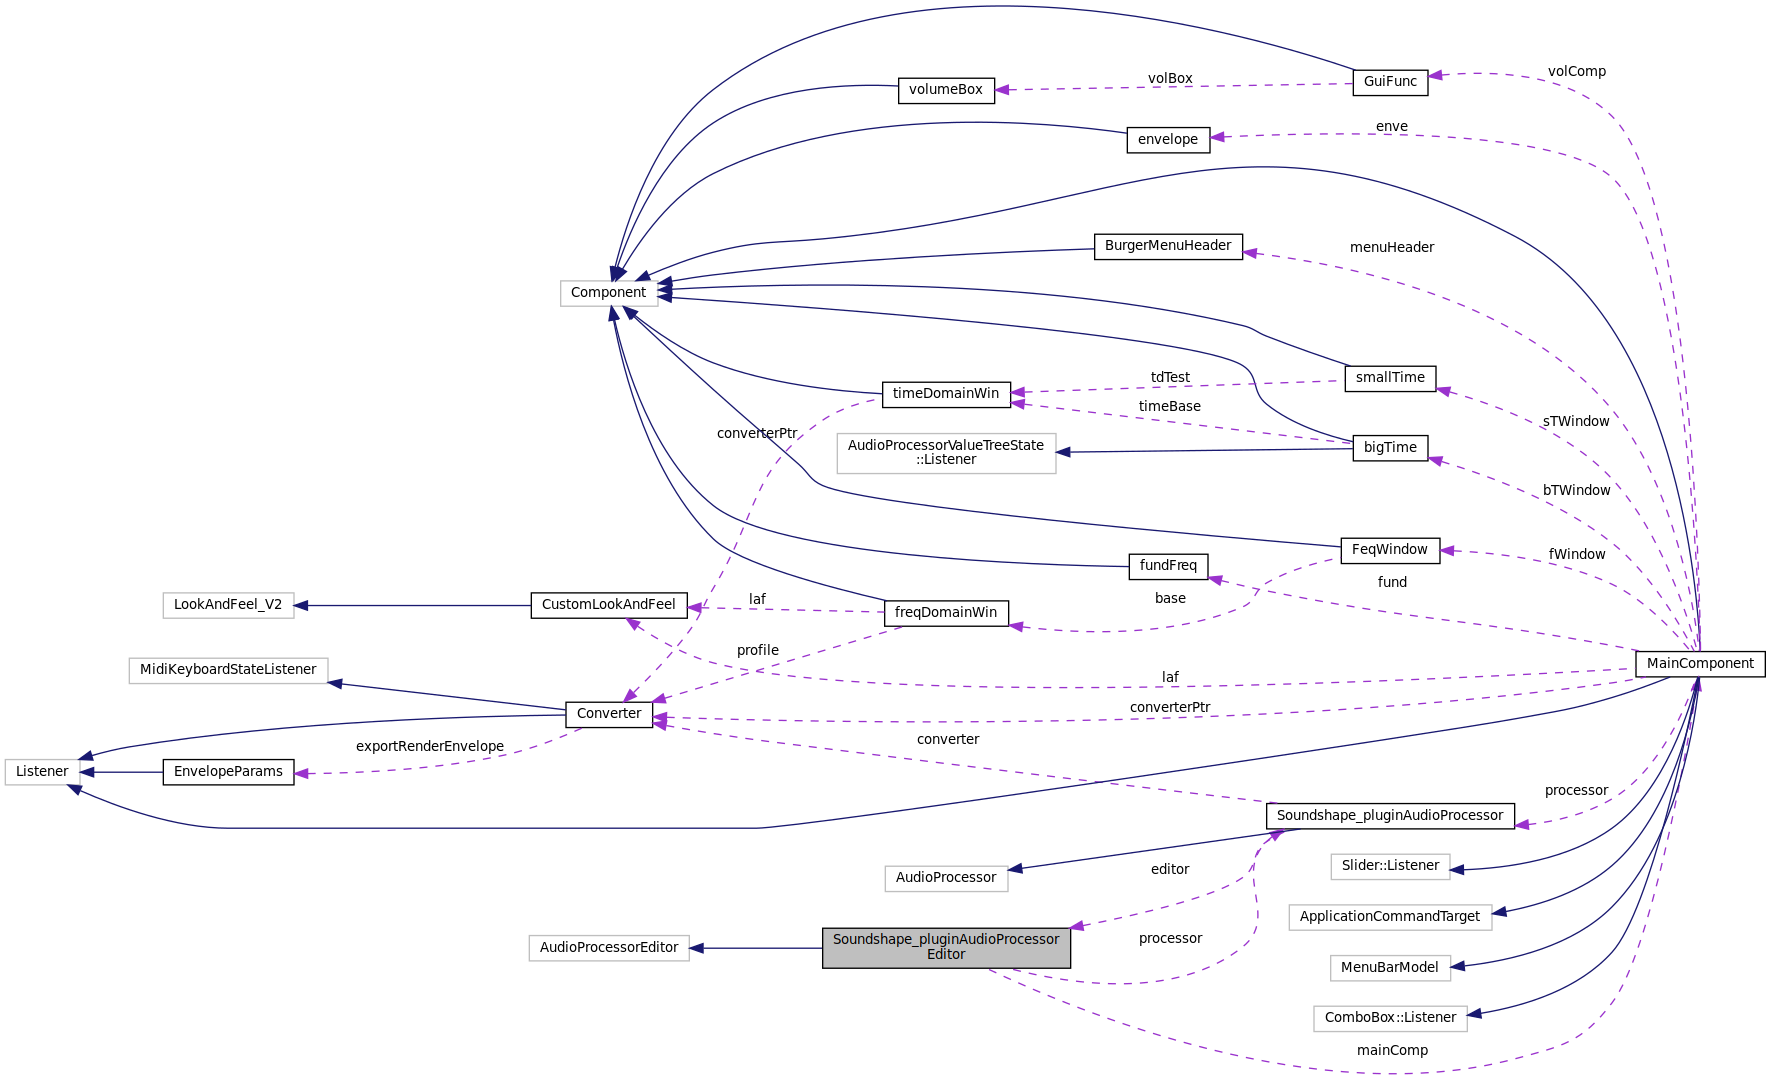 volComp
volBox
GuiFunc
volumeBox
enve
envelope
BurgerMenuHeader
menuHeader
Component
tdTest
smallTime
timeDomainWin
timeBase
sTWindow
converterPtr
AudioProcessorValueTreeState
::Listener
bigTime
bTWindow
FeqWindow
fWindow
fundFreq
fund
LookAndFeel_V2
CustomLookAndFeel
laf
freqDomainWin
base
profile
MidiKeyboardStateListener
MainComponent
laf
Converter
converterPtr
converter
exportRenderEnvelope
Listener
EnvelopeParams
processor
Soundshape_pluginAudioProcessor
Slider::Listener
editor
AudioProcessor
ApplicationCommandTarget
processor
Soundshape_pluginAudioProcessor
Editor
AudioProcessorEditor
MenuBarModel
ComboBox::Listener
mainComp